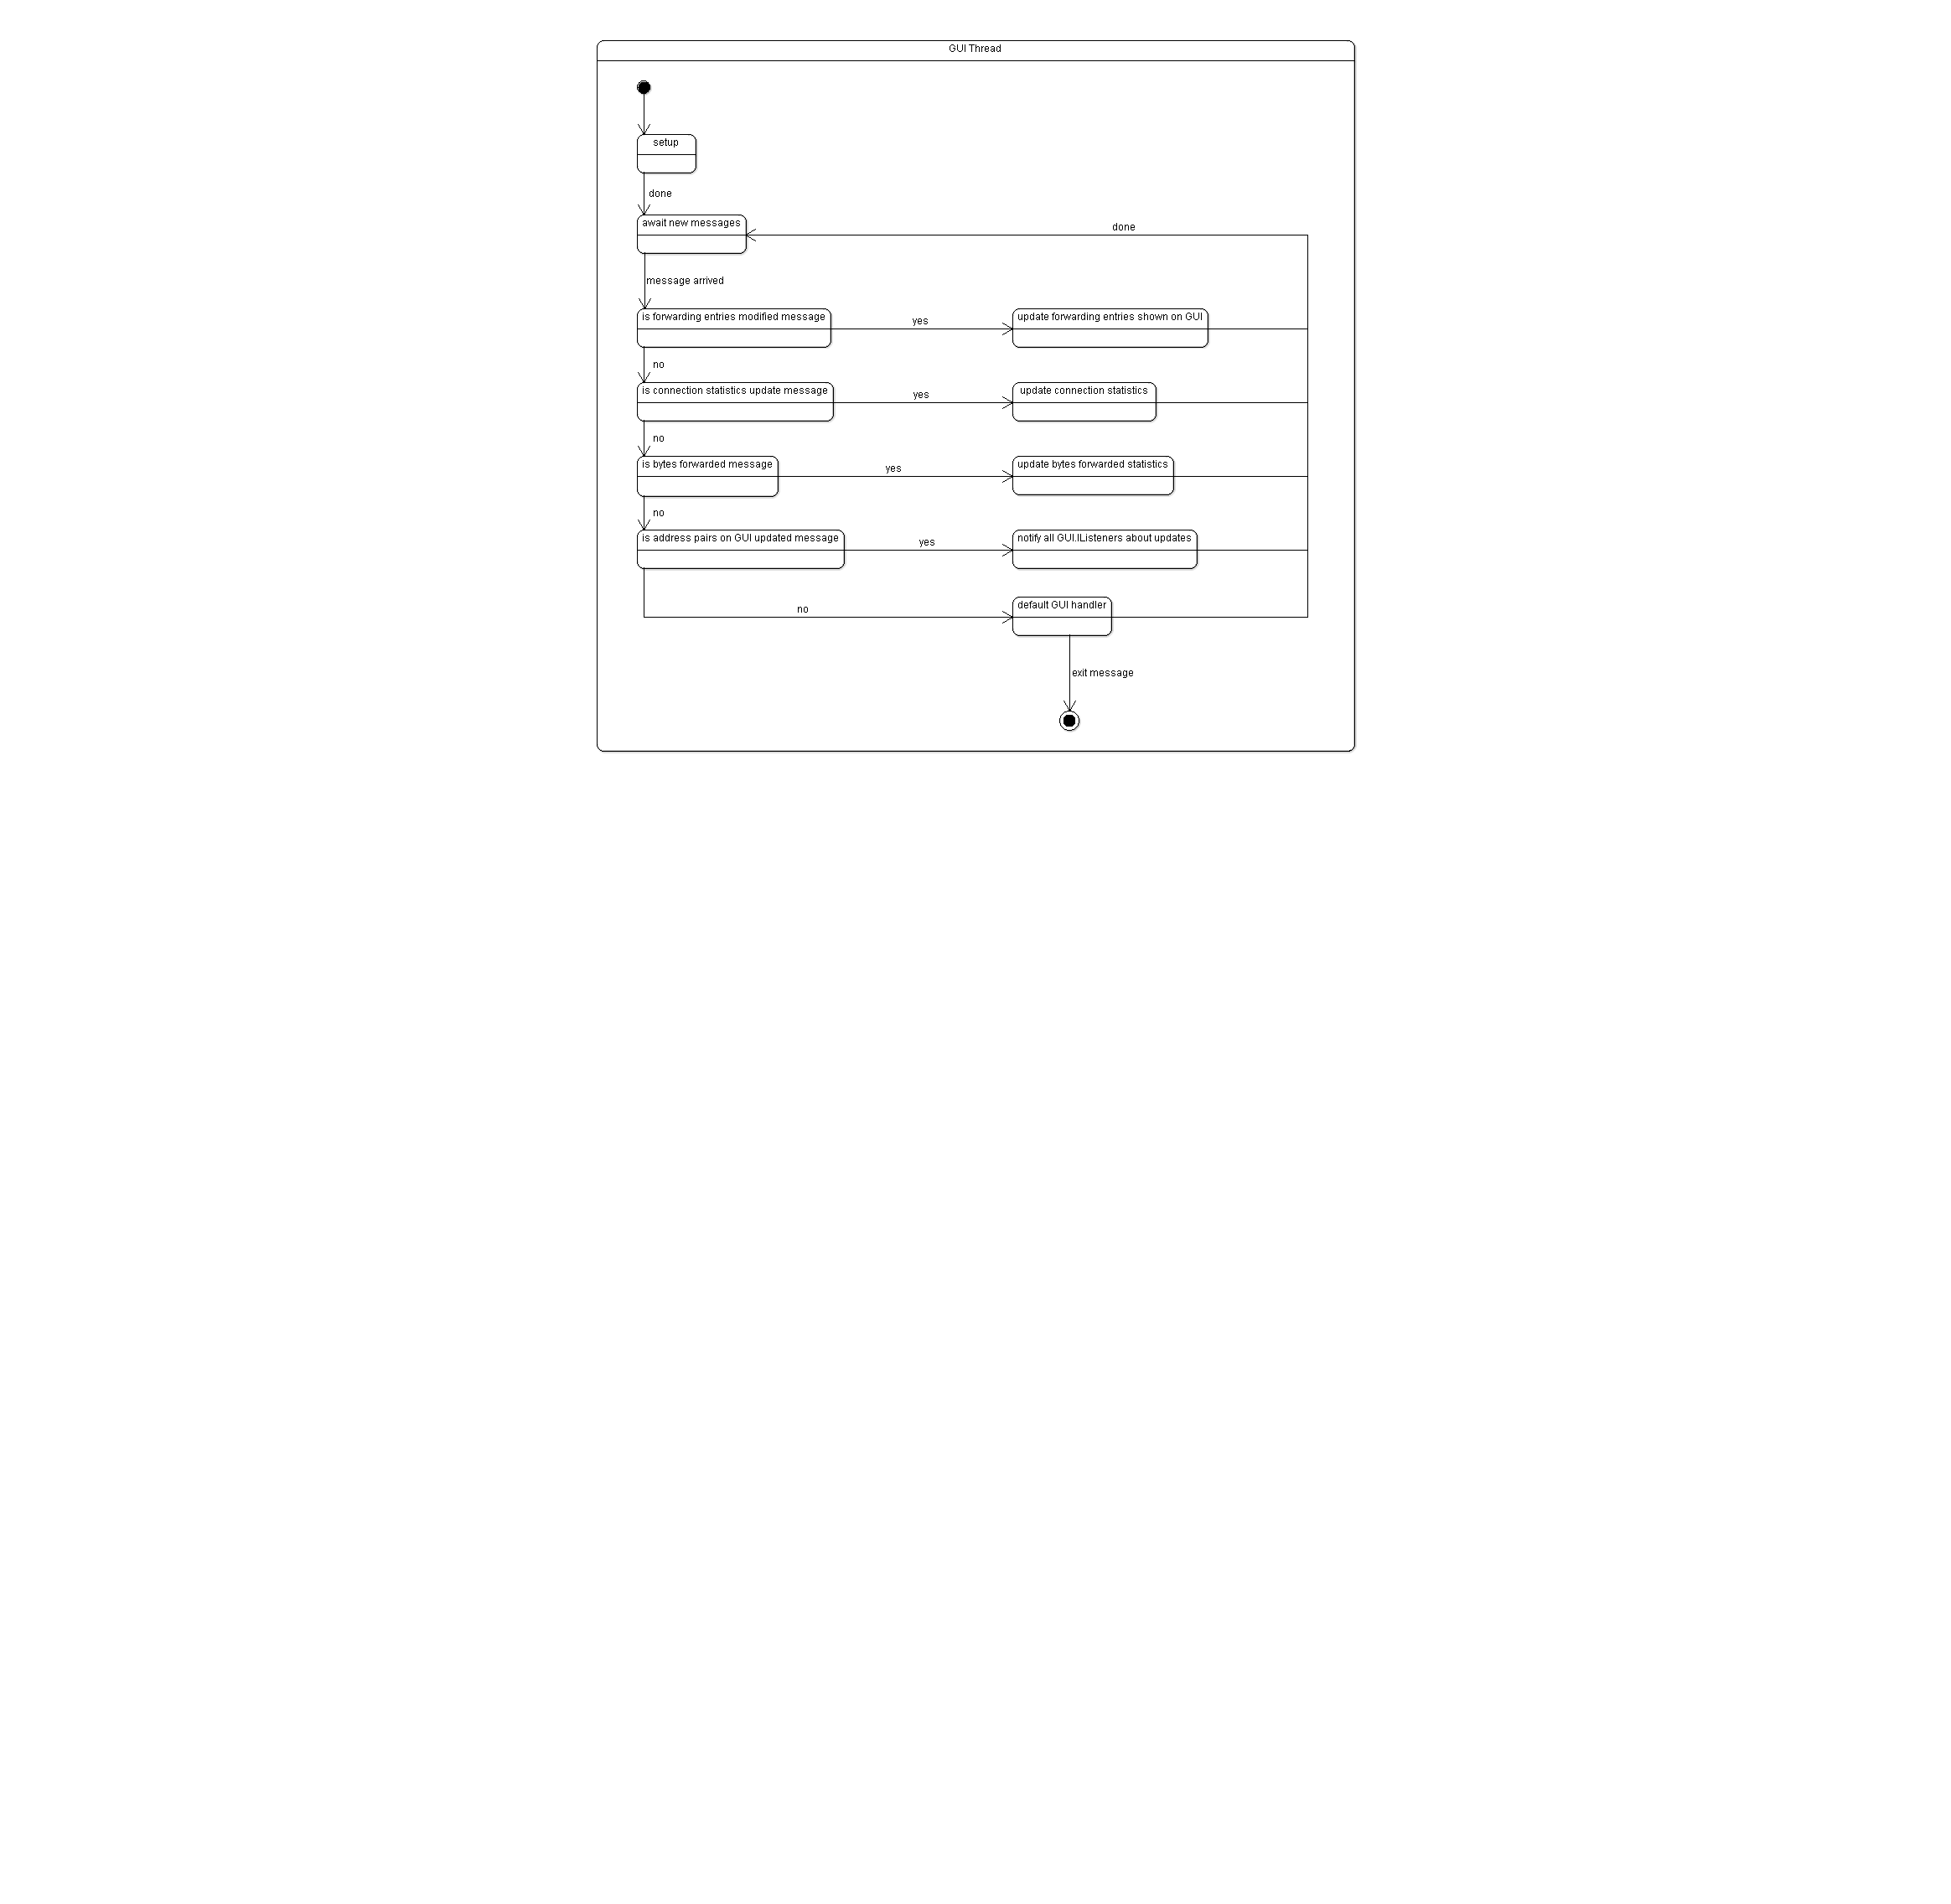 GUI Thread
setup
done
await new messages
done
message arrived
is forwarding entries modified message
yes
update forwarding entries shown on GUI
no
is connection statistics update message
yes
update connection statistics
no
is bytes forwarded message
yes
update bytes forwarded statistics
no
is address pairs on GUI updated message
yes
notify all GUI.IListeners about updates
no
default GUI handler
exit message